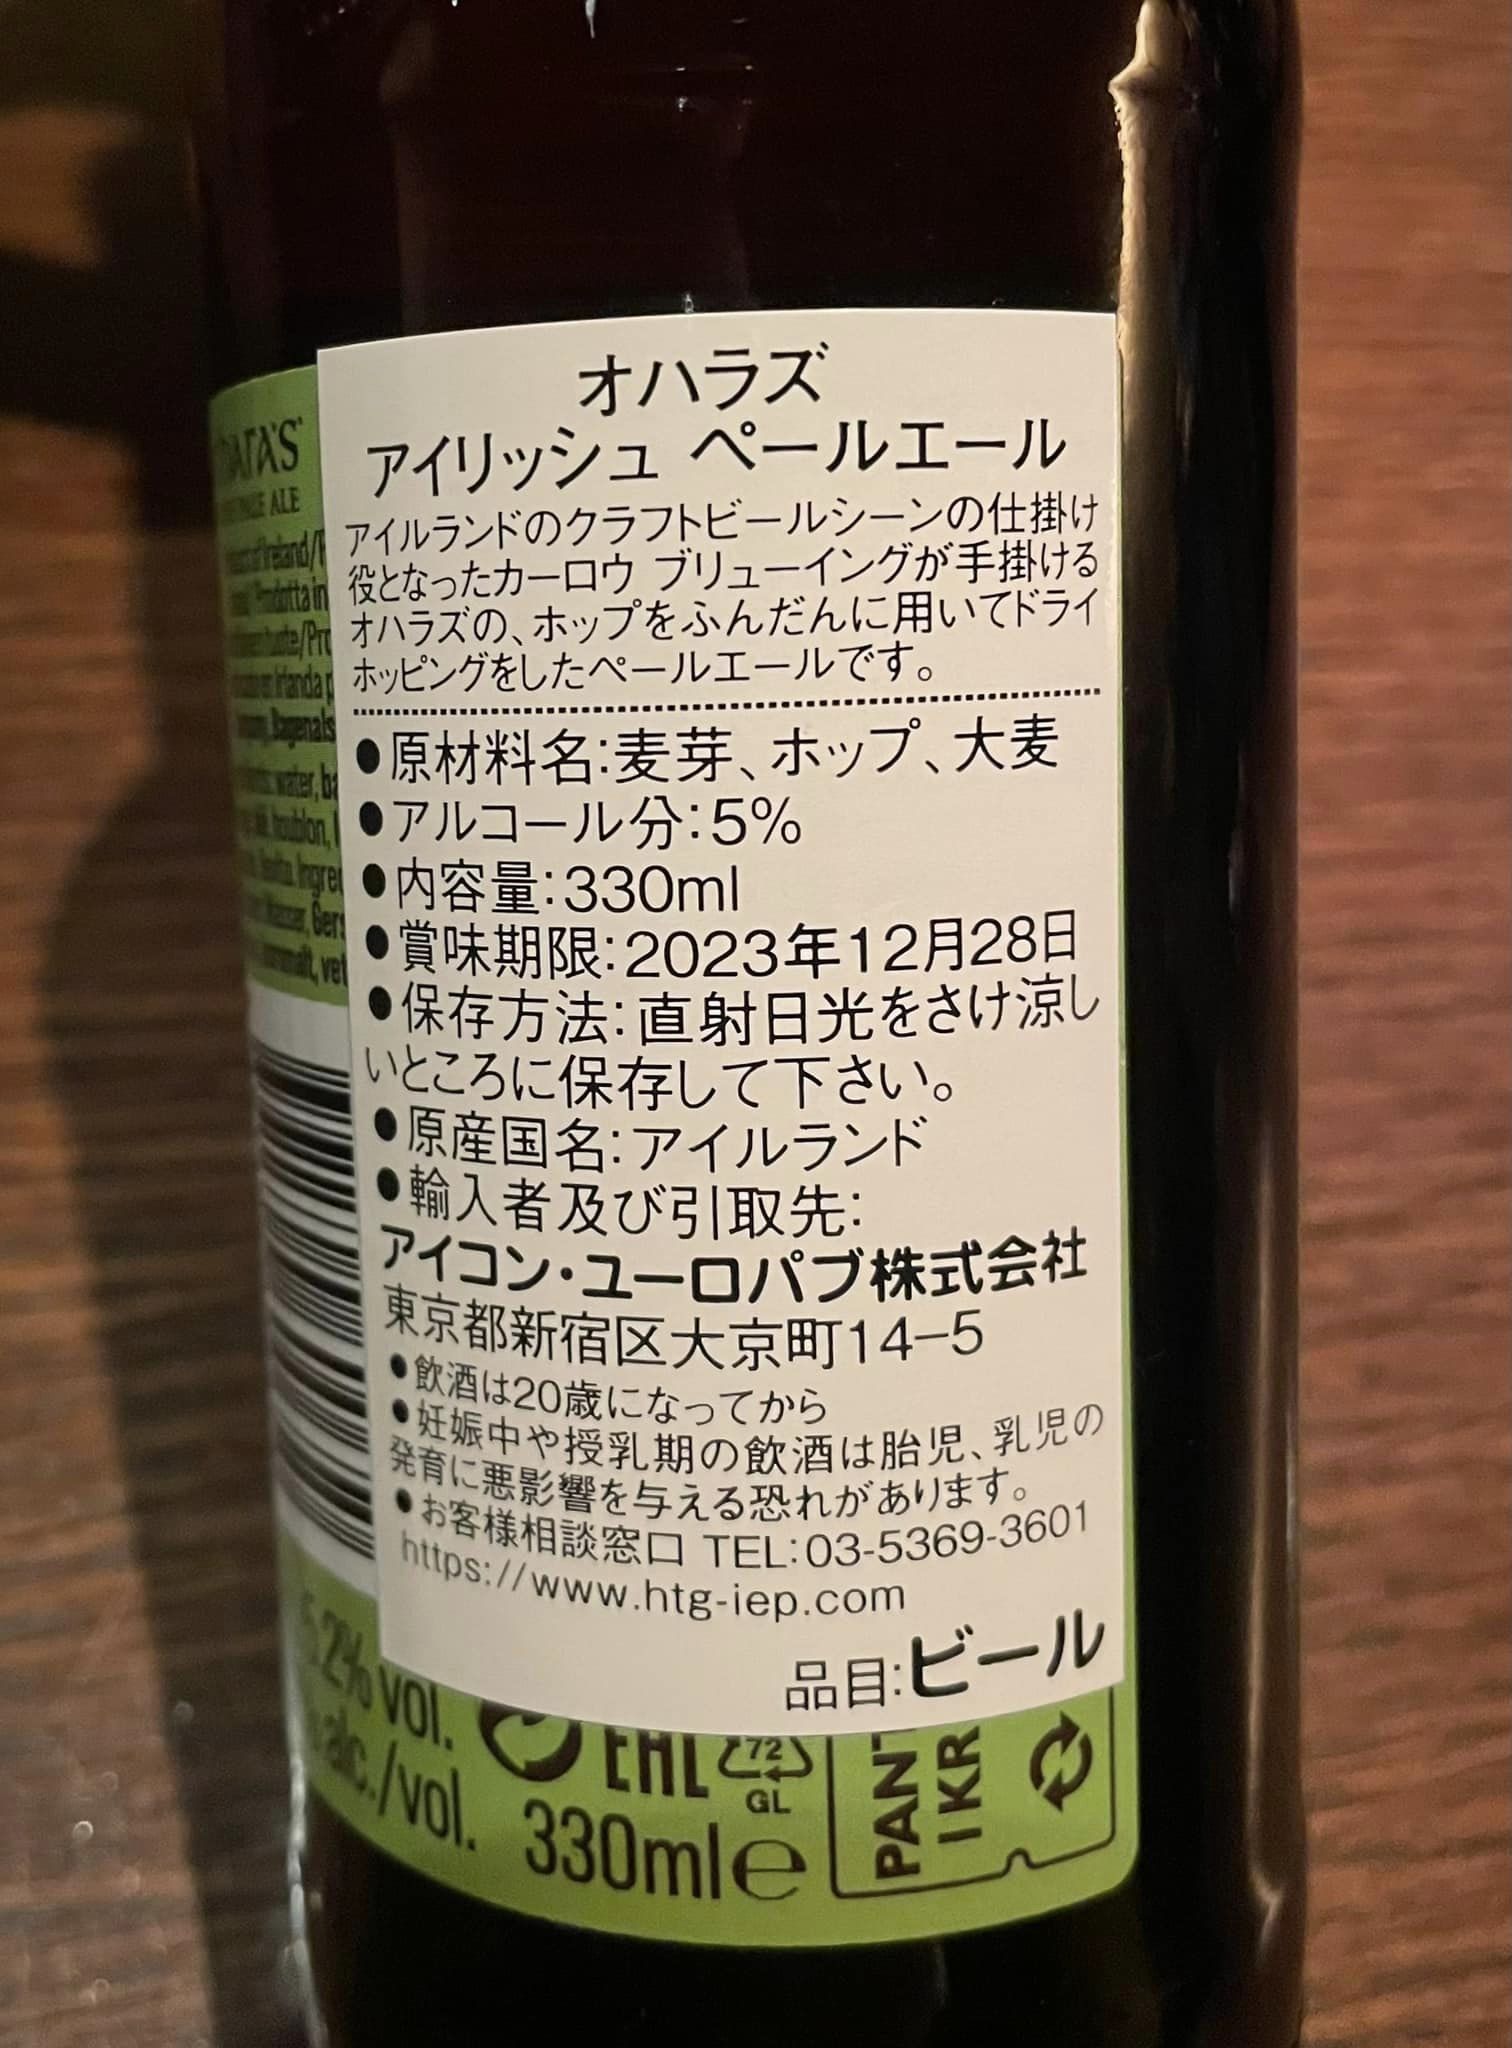 オハラズ
アイリッシュ ペールエール
アイルランドのクラフトビールシーンの仕掛け
役となったカーロウ ブリューイングが手掛ける
オハラズの、ホップをふんだんに用いてドライ
ホッピングをしたペールエールです。
●原材料名:麦芽、ホップ、大麦
●アルコール分:5%
●内容量:330ml
●賞味期限:2023年12月28日
●保存方法:直射日光をさけ涼し
いところに保存して下さい。
●原産国名:アイルランド
●輸入者及び引取先:
アイコン・ユーロパブ株式会社
東京都新宿区大京町14-5
●飲酒は20歳になってから
●妊娠中や授乳期の飲酒は胎児、乳児の
発育に悪影響を与える恐れがあります。
●お客様相談窓口 TEL:03-5369-3601
https://www.htg-iep.com
品目:ビール
ALE
water,
houblon,
vol.
alc./vol.
EHL
72
GL
330ml e